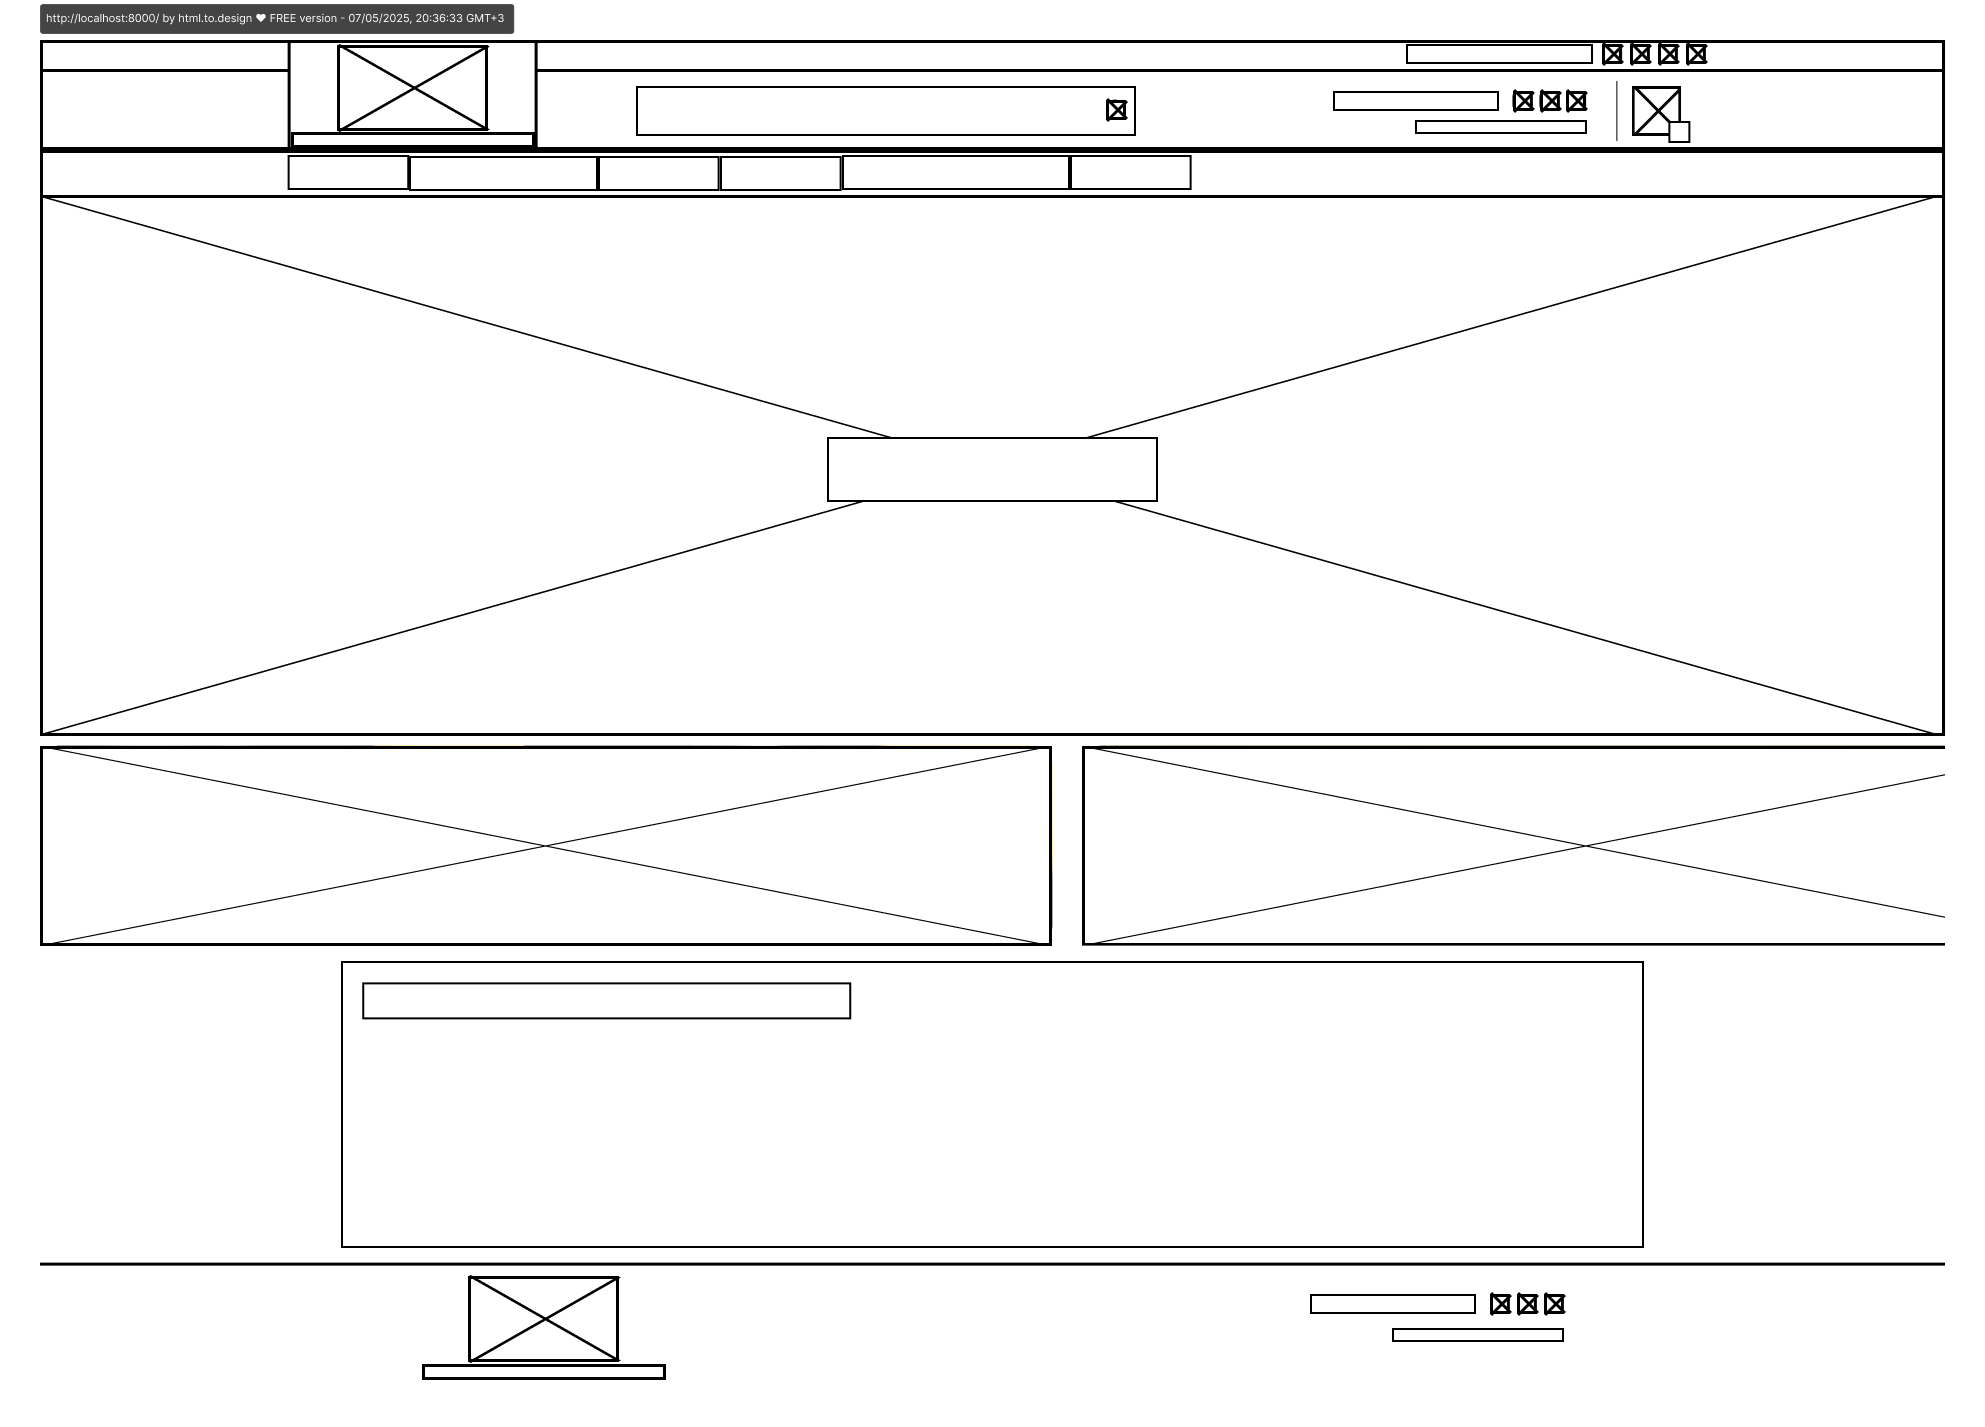 http://localhost:8000/ by html.to.design ♥ FREE version - 07/05/2025, 20:36:33 GMT+3